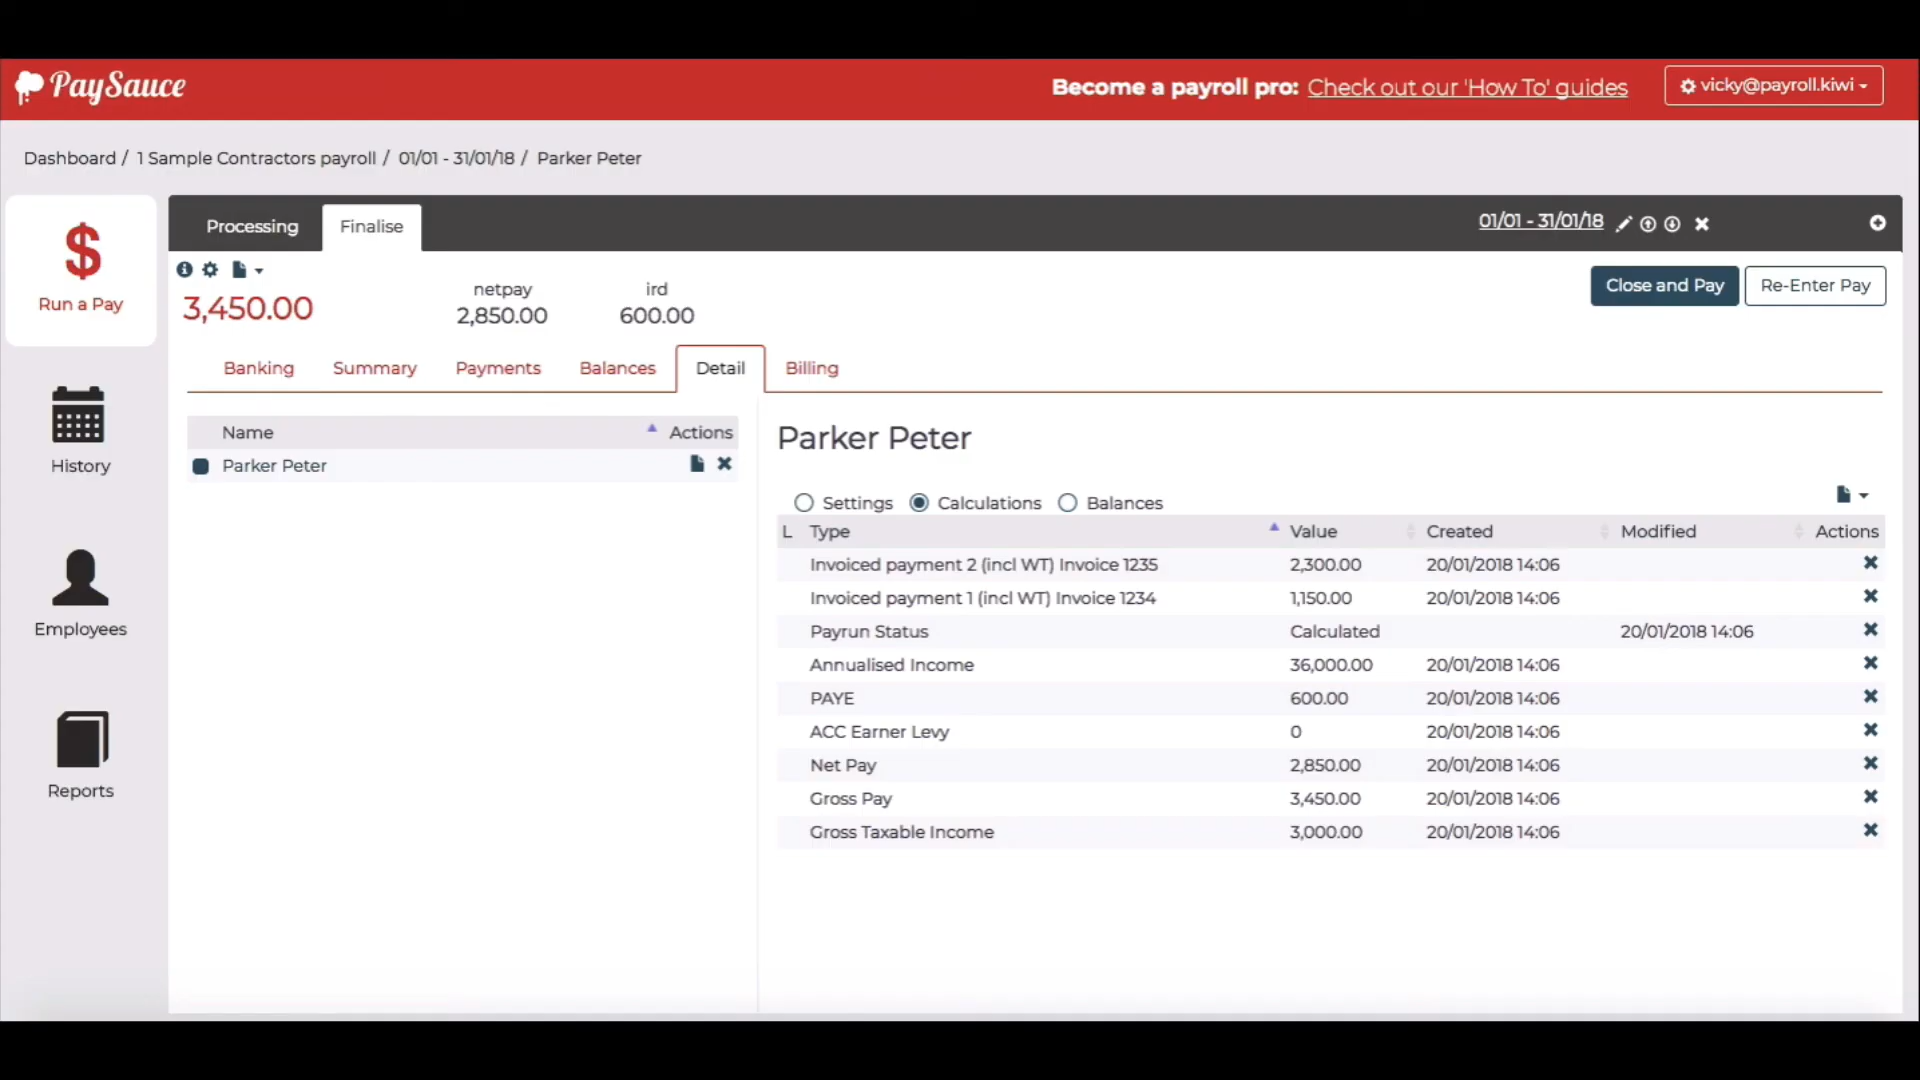 PaySauce
Become a payroll pro: Check out our 'How To' guides
vicky@payroll.kiwi
Dashboard / 1 Sample Contractors payroll / 01/01 - 31/01/18 / Parker Peter
Run a Pay
History
Employees
Reports
Processing Finalise 01/01 - 31/01/18
3,450.00
netpay
2,850.00
ird
600.00
Close and Pay Re-Enter Pay
Banking Summary Payments Balances Detail Billing
Name Actions
Parker Peter
Parker Peter
Settings Calculations Balances
L Type Value Created Modified Actions
Invoiced payment 2 (incl WT) Invoice 1235 2,300.00 20/01/2018 14:06
Invoiced payment 1 (incl WT) Invoice 1234 1,150.00 20/01/2018 14:06
Payrun Status Calculated 20/01/2018 14:06
Annualised Income 36,000.00 20/01/2018 14:06
PAYE 600.00 20/01/2018 14:06
ACC Earner Levy 0 20/01/2018 14:06
Net Pay 2,850.00 20/01/2018 14:06
Gross Pay 3,450.00 20/01/2018 14:06
Gross Taxable Income 3,000.00 20/01/2018 14:06